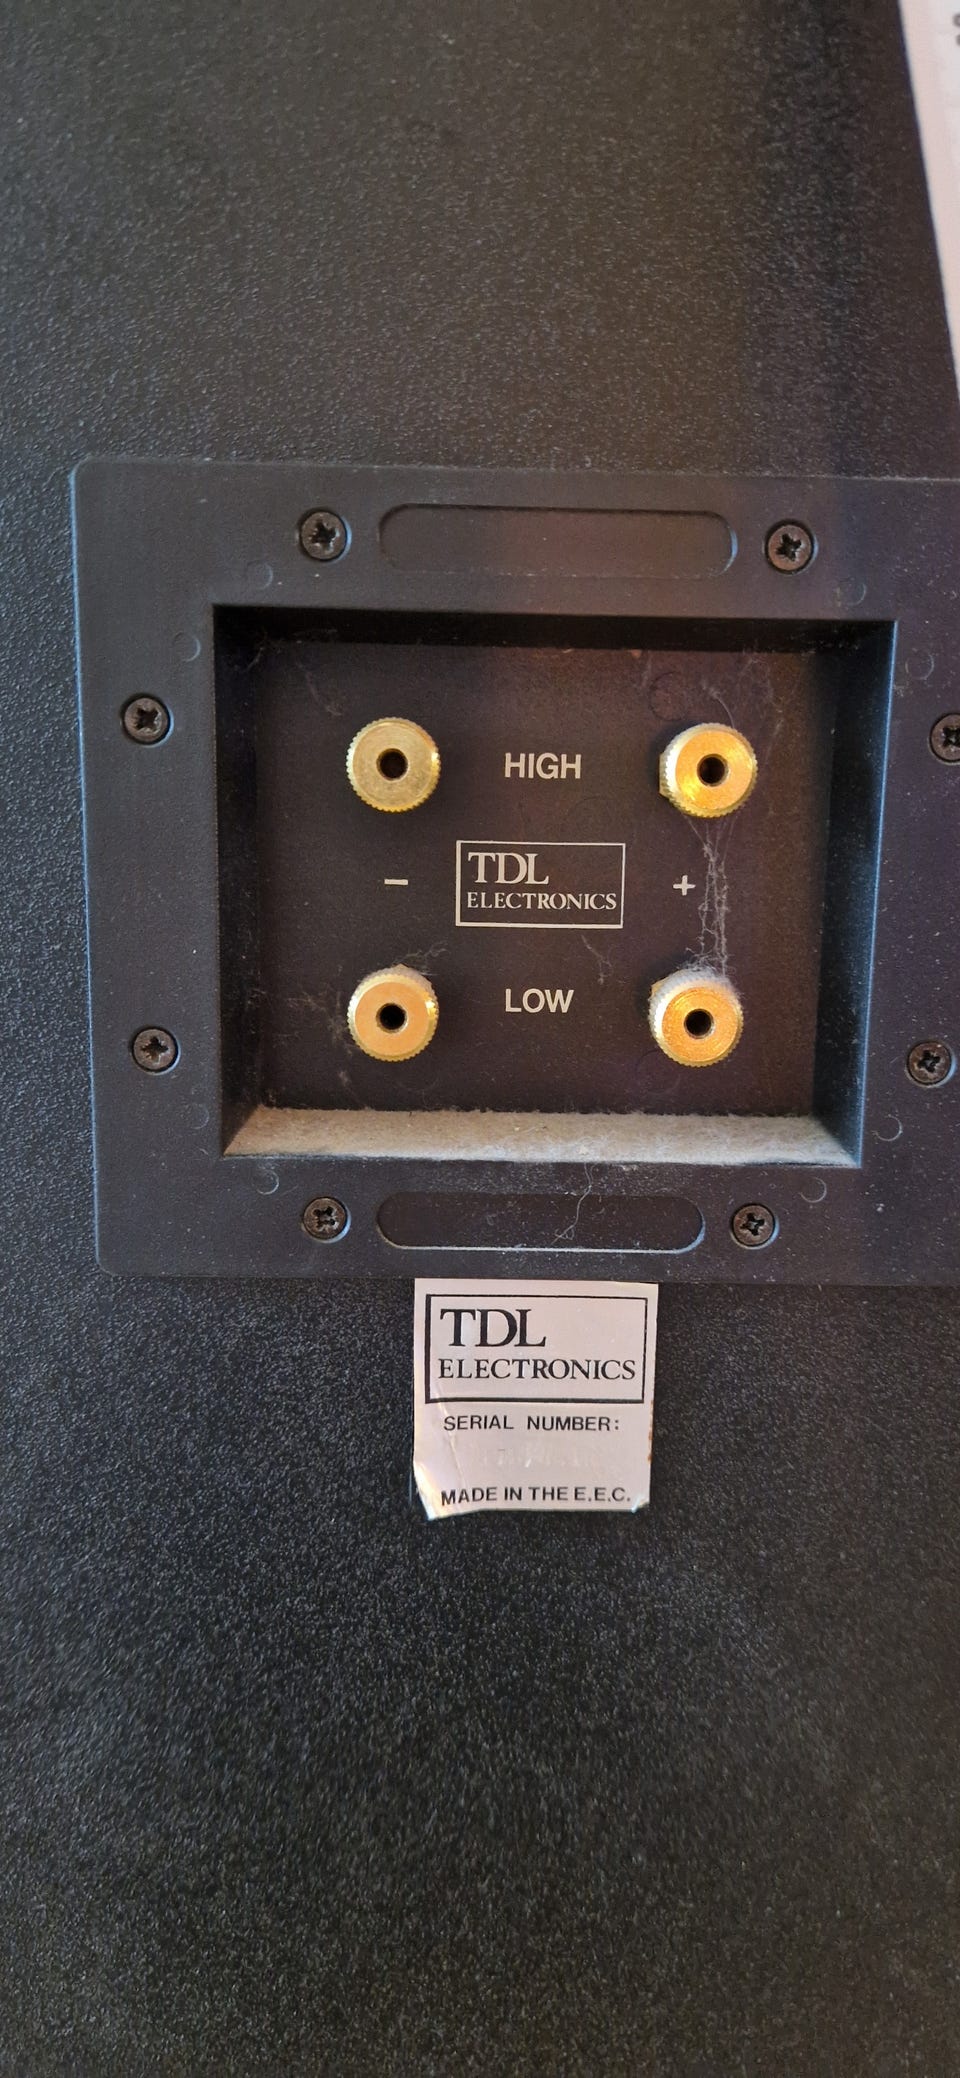 HIGH
TDL
ELECTRONICS
- +
LOW
TDL
ELECTRONICS
SERIAL NUMBER:
MADE IN THE E.E.C.